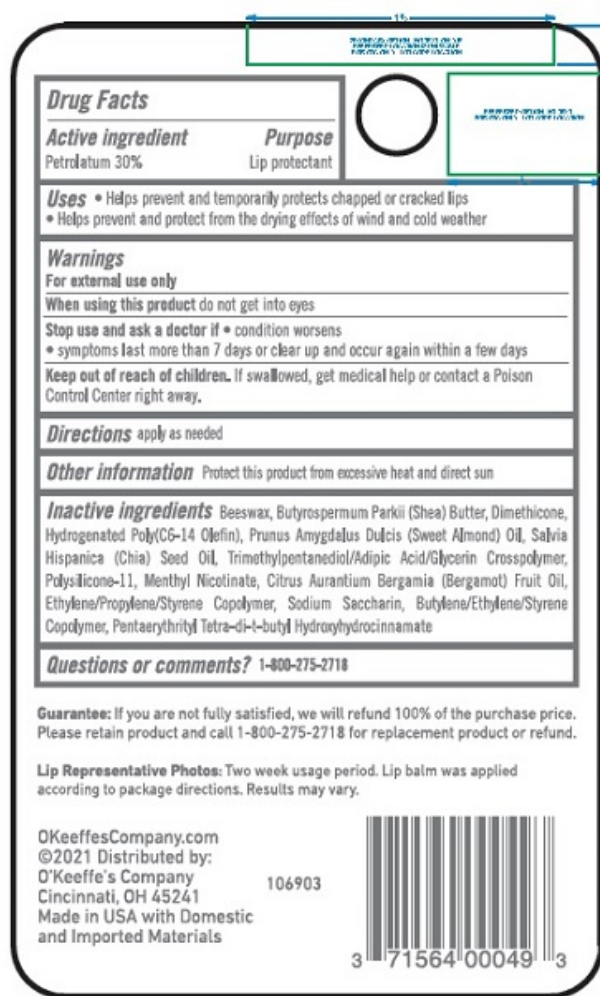 1¾
Drug Facts
Active ingredient Purpose
Petrolatum 30% Lip protectant
Uses • Helps prevent and temporarily protects chapped or cracked lips
• Helps prevent and protect from the drying effects of wind and cold weather
Warnings
For external use only
When using this product do not get into eyes
Stop use and ask a doctor if • condition worsens
• symptoms last more than 7 days or clear up and occur again within a few days
Keep out of reach of children. If swallowed, get medical help or contact a Poison
Control Center right away.
Directions apply as needed
Other information Protect this product from excessive heat and direct sun
Inactive ingredients Beeswax, Butyrospermum Parkii (Shea) Butter, Dimethicone,
Hydrogenated Poly(C6-14 Olefin), Prunus Amygdalus Dulcis (Sweet Almond) Oil, Salvia
Hispanica (Chia) Seed Oil, Trimethylpentanediol/Adipic Acid/Glycerin Crosspolymer,
Polysilicone-11, Menthyl Nicotinate, Citrus Aurantium Bergamia (Bergamot) Fruit Oil,
Ethylene/Propylene/Styrene Copolymer, Sodium Saccharin, Butylene/Ethylene/Styrene
Copolymer, Pentaerythrityl Tetra-di-t-butyl Hydroxyhydrocinnamate
Questions or comments? 1-800-275-2718
Guarantee: If you are not fully satisfied, we will refund 100% of the purchase price.
Please retain product and call 1-800-275-2718 for replacement product or refund.
Lip Representative Photos: Two week usage period. Lip balm was applied
according to package directions. Results may vary.
OKeeffesCompany.com
©2021 Distributed by:
O'Keeffe's Company
Cincinnati, OH 45241
Made in USA with Domestic
and Imported Materials
106903
3 71564 00049 3